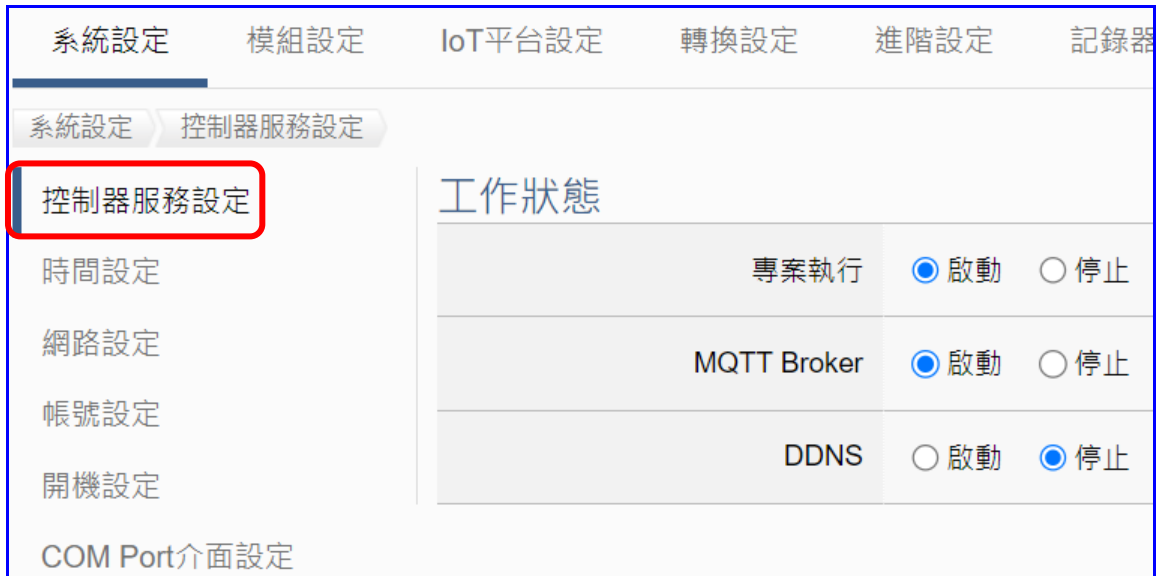 系統設定 模組設定 IoT平台設定 轉換設定 進階設定 記錄器
系統設定 控制器服務設定
控制器服務設定
時間設定
網路設定
帳號設定
開機設定
COM Port介面設定
工作狀態
專案執行 啟動 停止
MQTT Broker 啟動 停止
DDNS 啟動 停止